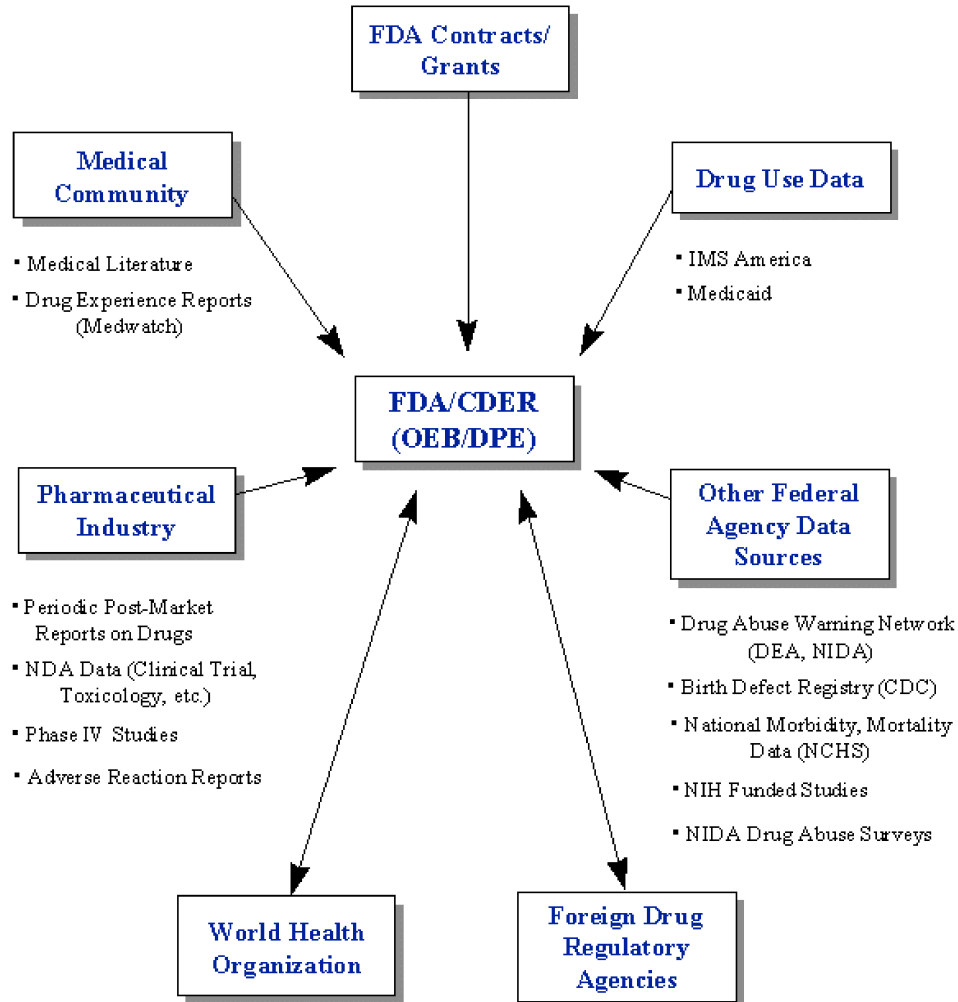 FDA Contracts/
Grants
Medical
Community
▪ Medical Literature
▪ Drug Experience Reports
(Medwatch)
Drug Use Data
▪ IMS America
▪ Medicaid
FDA/CDER
(OEB/DPE)
Pharmaceutical
Industry
▪ Periodic Post-Market
Reports on Drugs
▪ NDA Data (Clinical Trial,
Toxicology, etc.)
▪ Phase IV Studies
▪ Adverse Reaction Reports
Other Federal
Agency Data
Sources
▪ Drug Abuse Warning Network
(DEA, NIDA)
▪ Birth Defect Registry (CDC)
▪ National Morbidity, Mortality
Data (NCHS)
▪ NIH Funded Studies
▪ NIDA Drug Abuse Surveys
World Health
Organization
Foreign Drug
Regulatory
Agencies